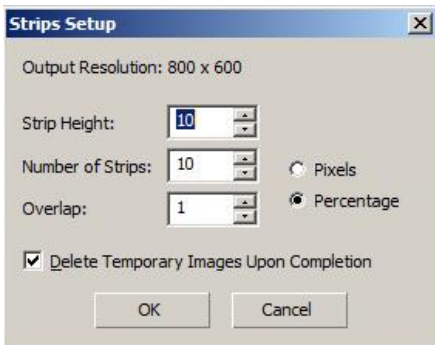 Strips Setup
Output Resolution: 800 x 600
Strip Height: 10
Number of Strips: 10
Pixels
Overlap: 1
Percentage
Delete Temporary Images Upon Completion
OK Cancel